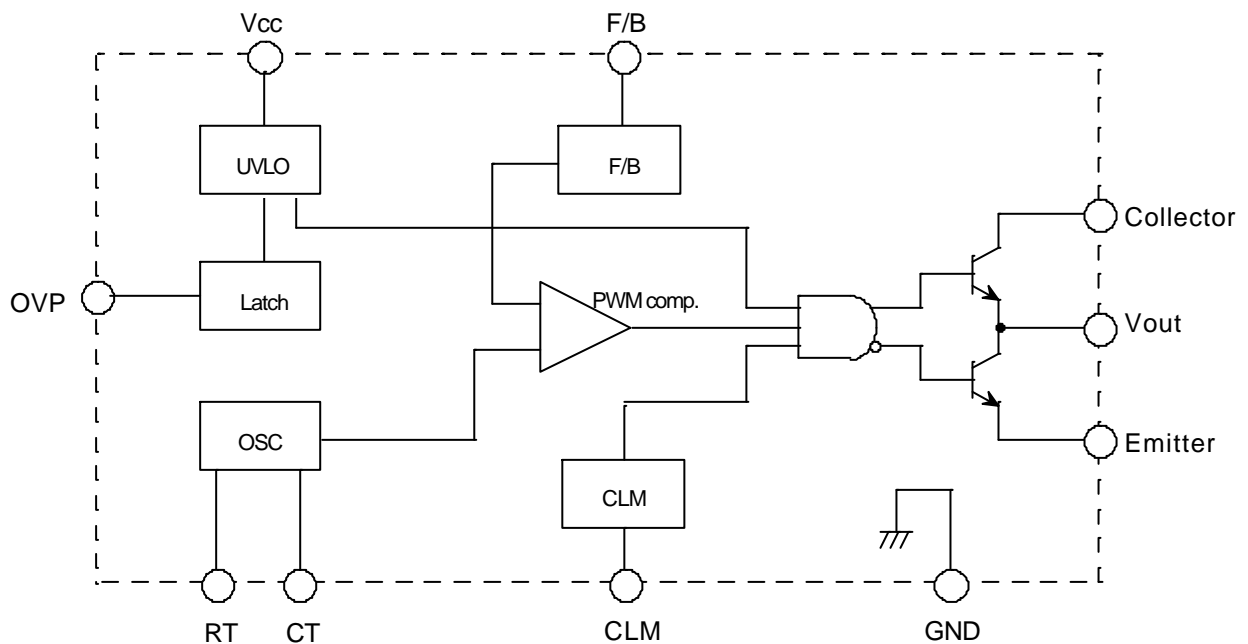 Vcc
F/B
UVLO
F/B
Collector
OVP
Latch
PWM comp.
Vout
OSC
Emitter
CLM
RT
CT
CLM
GND